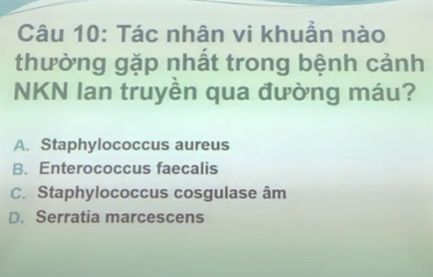 Câu 10: Tác nhân vi khuẩn nào
thường gặp nhất trong bệnh cảnh
NKN lan truyền qua đường máu?
A. Staphylococcus aureus
B. Enterococcus faecalis
C. Staphylococcus cosgulase âm
D. Serratia marcescens